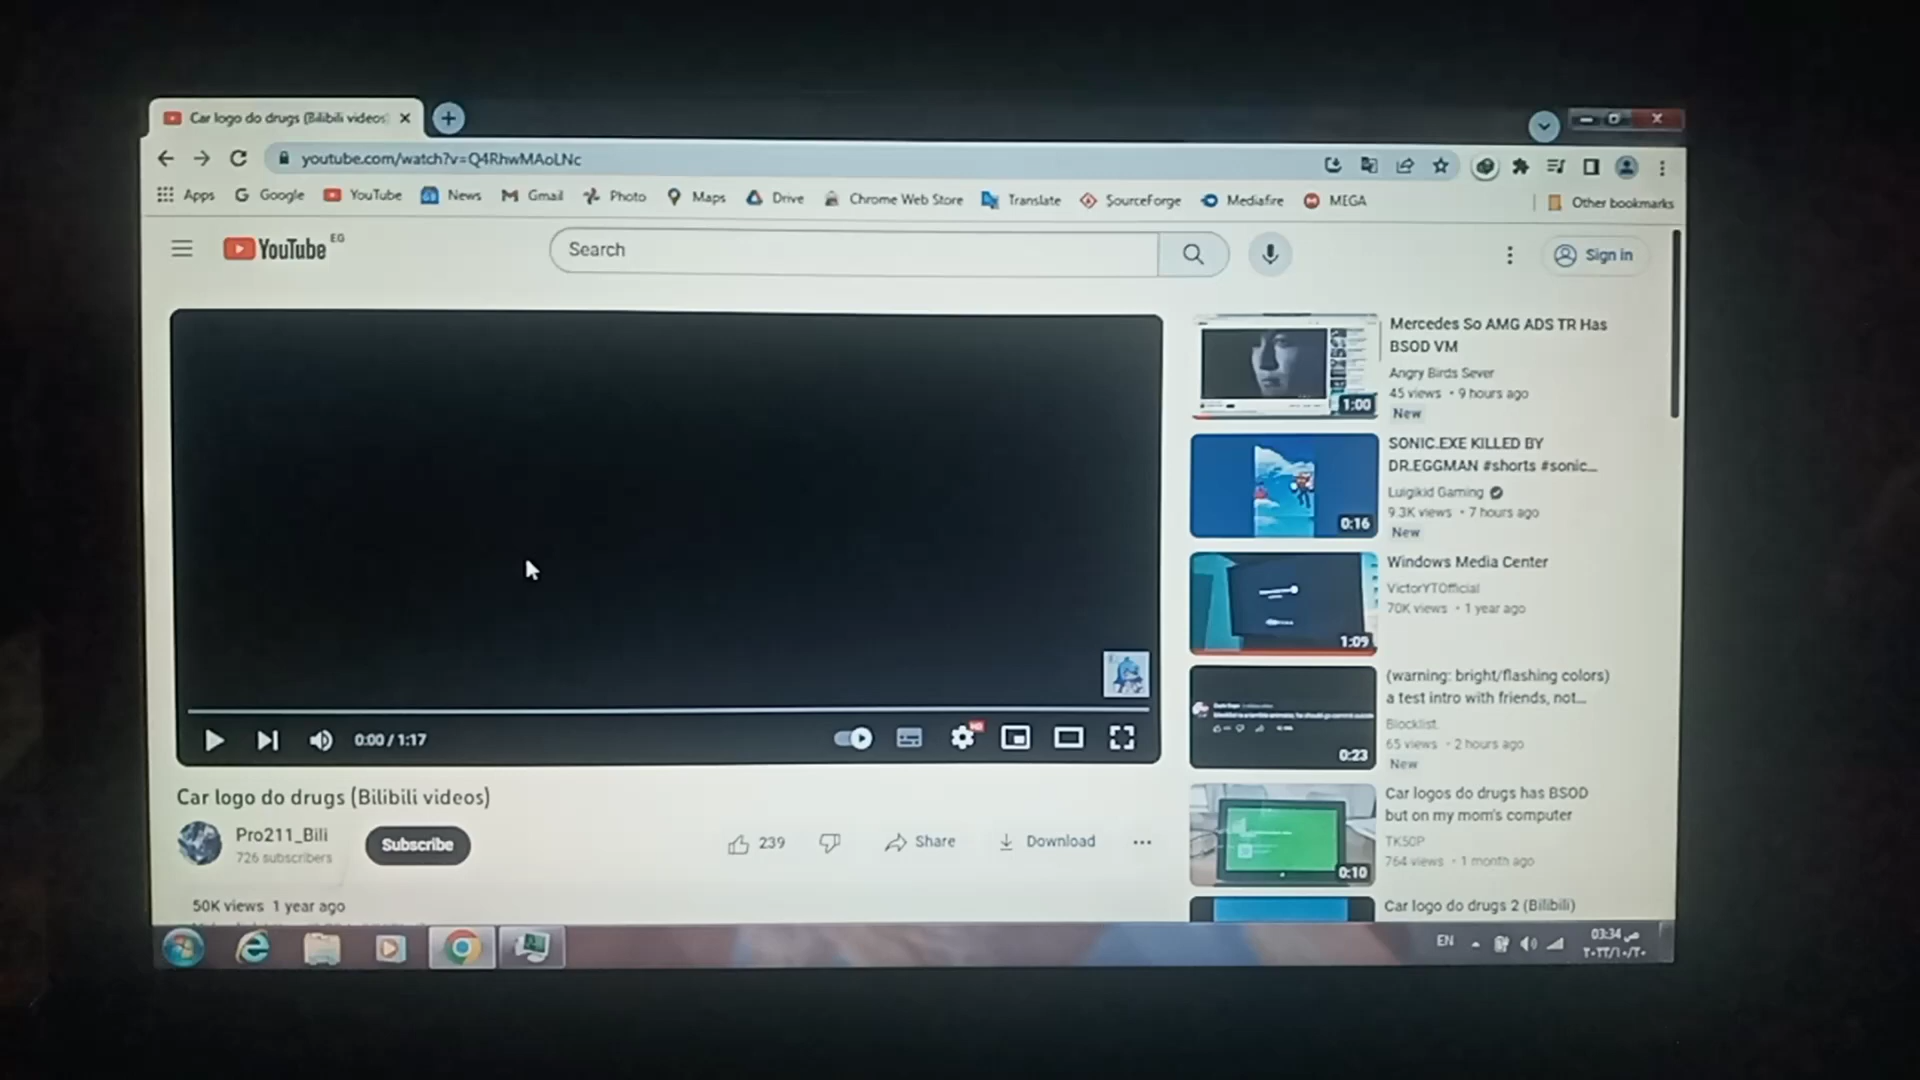 Car logo do drugs (Bilibili videos)
youtube.com/watch?v=Q4RhwMAoLNc
Apps Google YouTube News Gmail Photo Maps Drive Chrome Web Store Translate SourceForge Mediafire MEGA Other bookmarks
YouTube EG
Search
Sign in
HD
0:00 / 1:17
Car logo do drugs (Bilibili videos)
Pro211_Bili
726 subscribers
Subscribe
239
Share
Download
50K views 1 year ago
1:00
Mercedes So AMG ADS TR Has
BSOD VM
Angry Birds Sever
45 views • 9 hours ago
New
0:16
SONIC.EXE KILLED BY
DR.EGGMAN #shorts #sonic...
Luigikid Gaming
9.3K views • 7 hours ago
New
1:09
Windows Media Center
VictorYTOfficial
70K views • 1 year ago
0:23
(warning: bright/flashing colors)
a test intro with friends, not...
Blocklist.
65 views • 2 hours ago
New
0:10
Car logos do drugs has BSOD
but on my mom's computer
TK50P
764 views • 1 month ago
Car logo do drugs 2 (Bilibili)
EN
03:34 ص